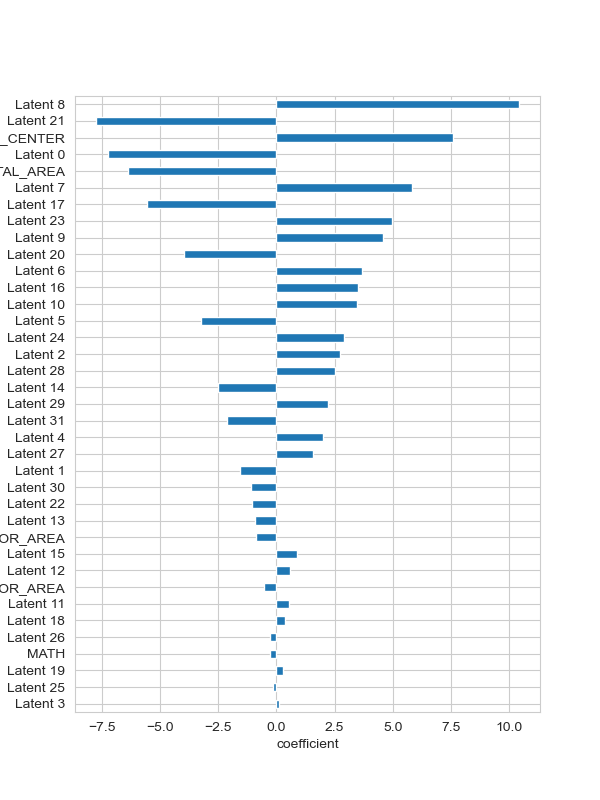 Latent 8
Latent 21
_CENTER
Latent 0
TAL_AREA
Latent 7
Latent 17
Latent 23
Latent 9
Latent 20
Latent 6
Latent 16
Latent 10
Latent 5
Latent 24
Latent 2
Latent 28
Latent 14
Latent 29
Latent 31
Latent 4
Latent 27
Latent 1
Latent 30
Latent 22
Latent 13
OR_AREA
Latent 15
Latent 12
OR_AREA
Latent 11
Latent 18
Latent 26
MATH
Latent 19
Latent 25
Latent 3
−7.5 −5.0 −2.5 0.0 2.5 5.0 7.5 10.0
coefficient